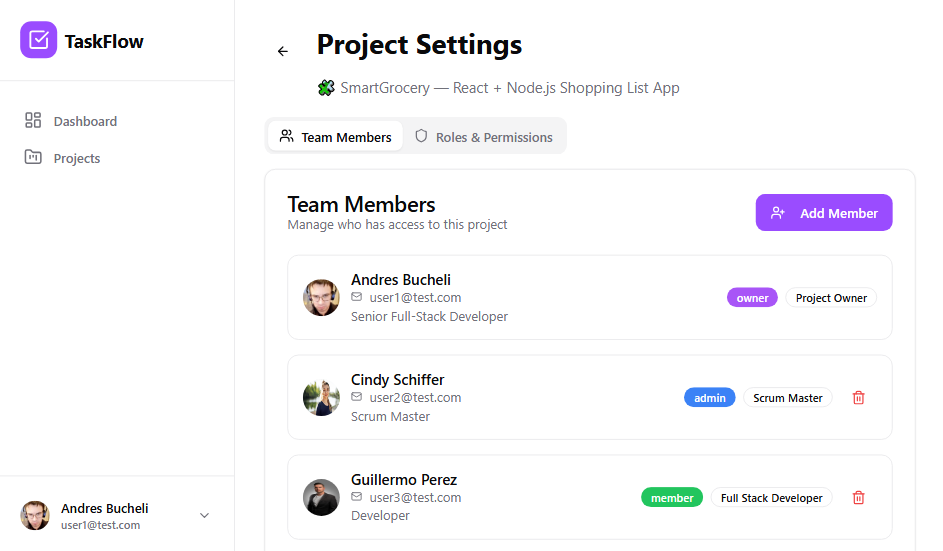 TaskFlow
Dashboard
Projects
Andres Bucheli
user1@test.com
Project Settings
SmartGrocery — React + Node.js Shopping List App
Team Members
Roles & Permissions
Team Members
Manage who has access to this project
Add Member
Andres Bucheli
user1@test.com
Senior Full-Stack Developer
owner
Project Owner
Cindy Schiffer
user2@test.com
Scrum Master
admin
Scrum Master
Guillermo Perez
user3@test.com
Developer
member
Full Stack Developer